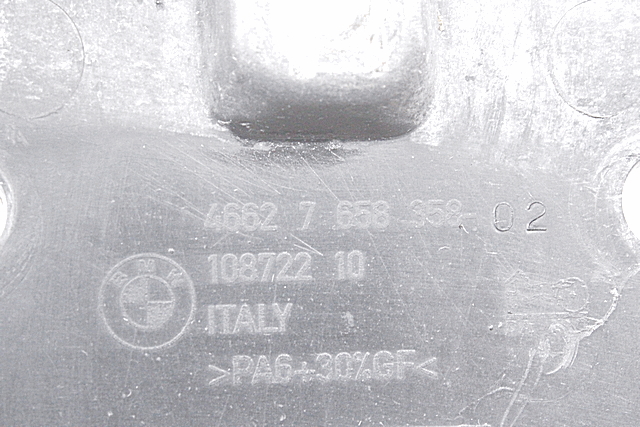 4662 7 658 358- 02
BMW
108722 10
ITALY
>PA6+30%GF<